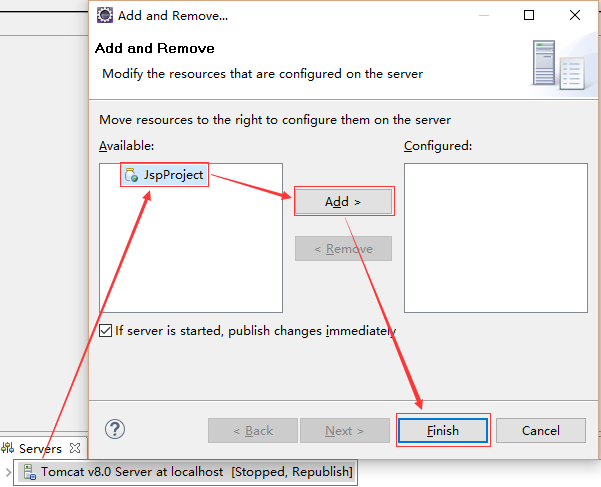 Add and Remove...
Add and Remove
Modify the resources that are configured on the server
Move resources to the right to configure them on the server
Available:
Configured:
JspProject
Add >
< Remove
If server is started, publish changes immediately
?
< Back
Next >
Finish
Cancel
Servers
Tomcat v8.0 Server at localhost [Stopped, Republish]